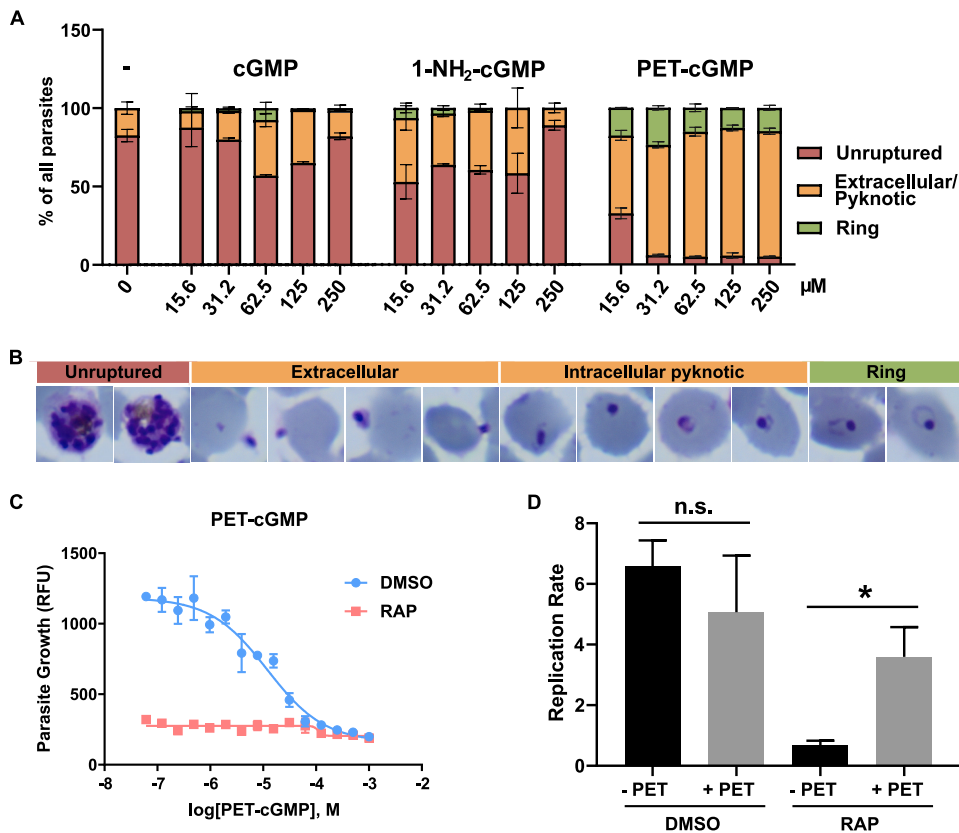 A
150
100
50
0
% of all parasites
- cGMP 1-NH₂-cGMP PET-cGMP
0 15.6 31.2 62.5 125 250 15.6 31.2 62.5 125 250 15.6 31.2 62.5 125 250 µM
Unruptured
Extracellular/
Pyknotic
Ring
B
Unruptured Extracellular Intracellular pyknotic Ring
C
PET-cGMP
1500
1000
500
0
Parasite Growth (RFU)
DMSO
RAP
-8 -7 -6 -5 -4 -3 -2
log[PET-cGMP], M
D
8
6
4
2
0
Replication Rate
n.s.
*
- PET + PET - PET + PET
DMSO RAP